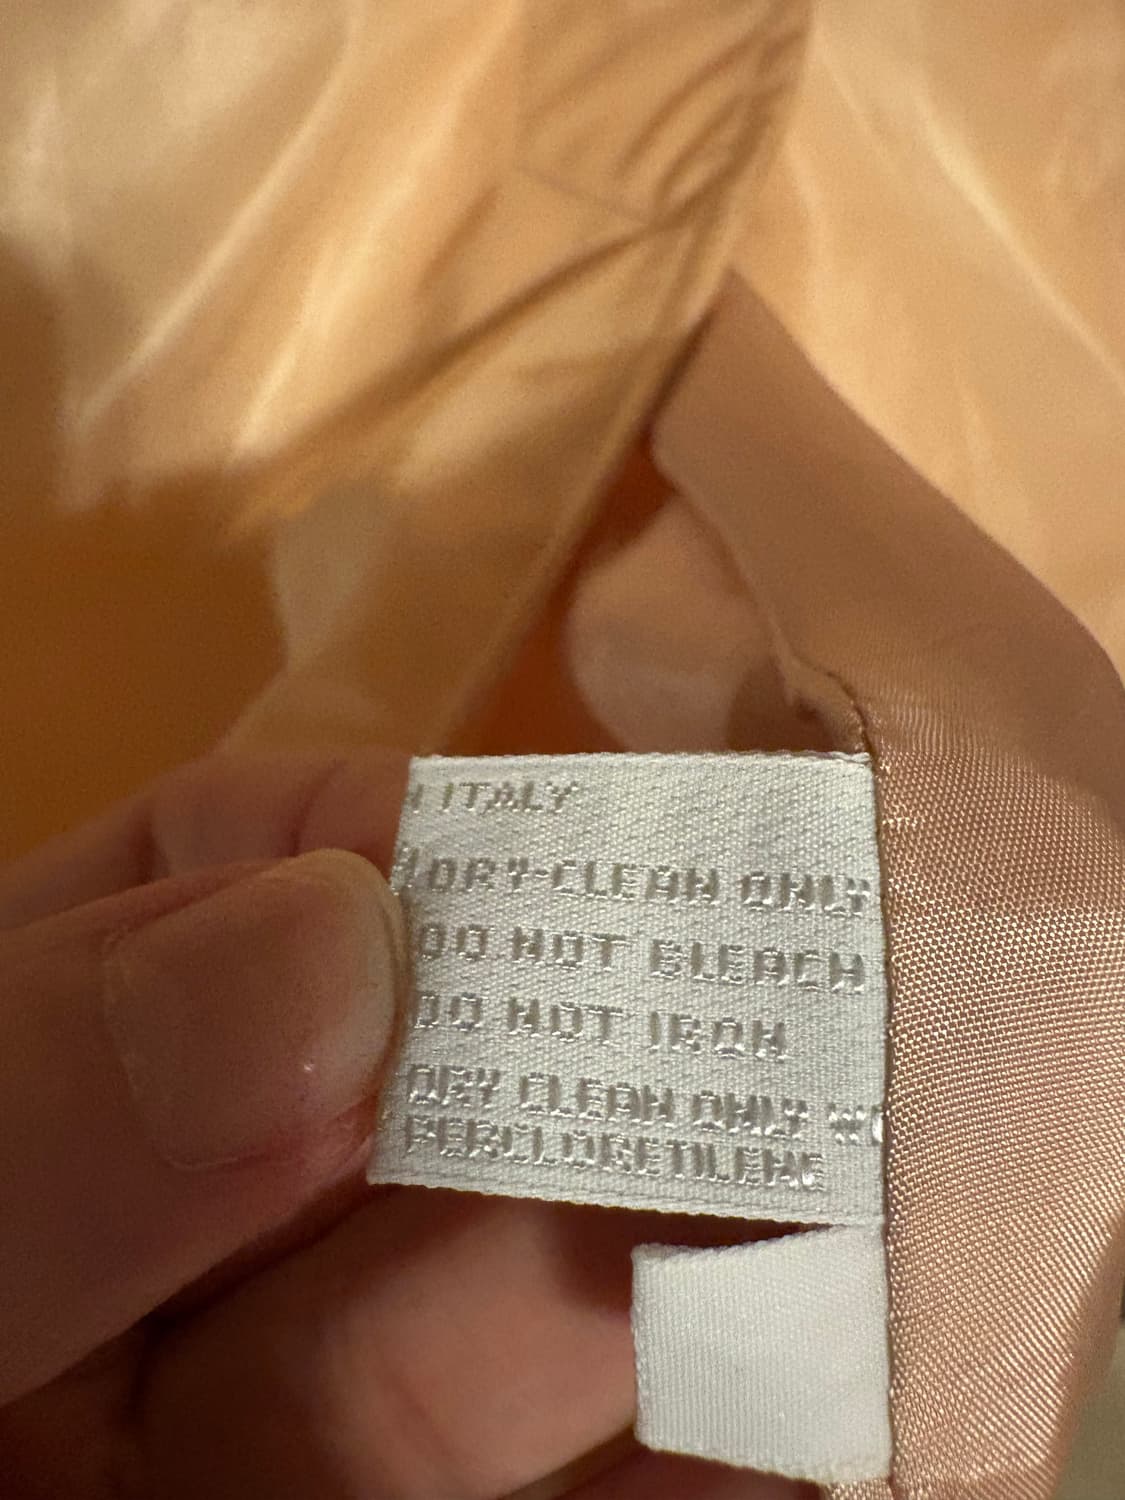 ITALY
DRY-CLEAN ONLY
DO NOT BLEACH
DO NOT IRON
DRY CLEAN ONLY
PERCLORETILENE